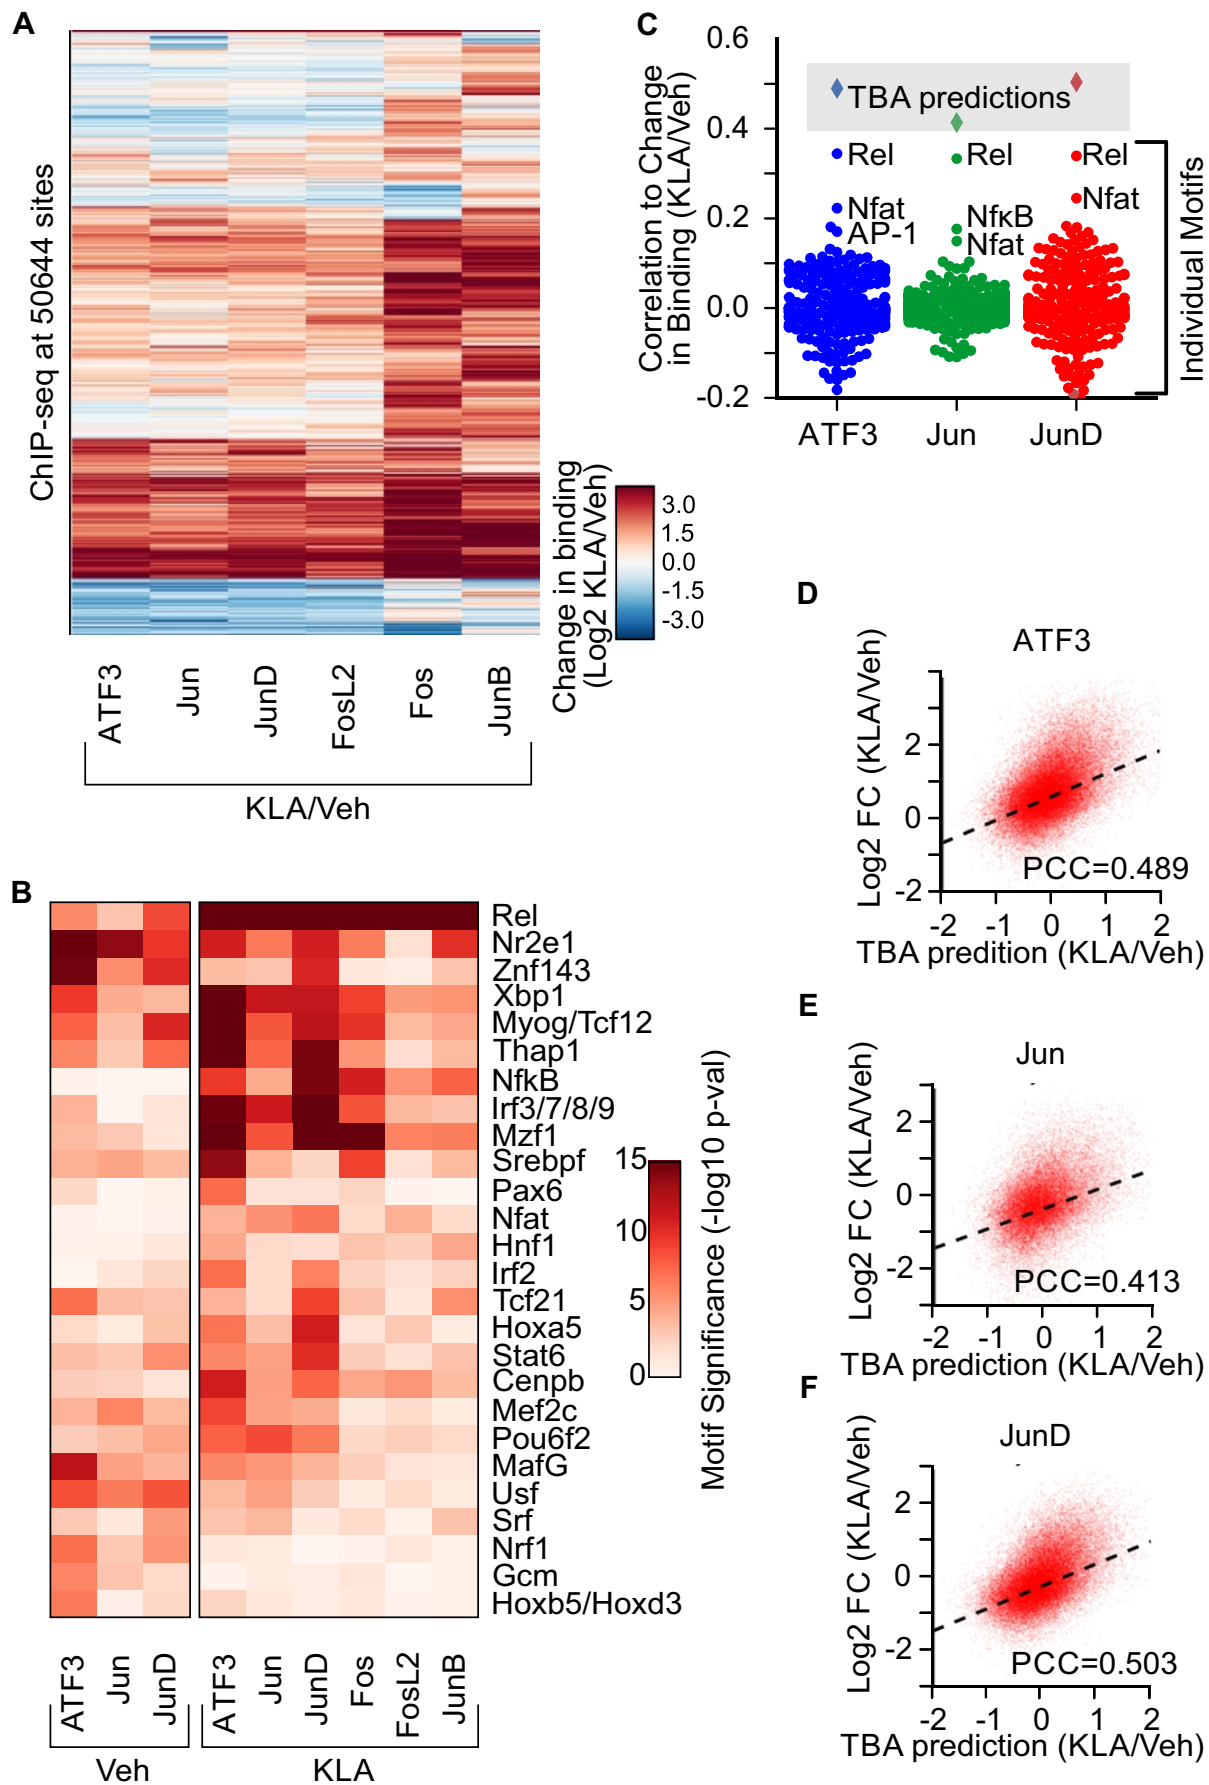 A
ChIP-seq at 50644 sites
ATF3
Jun
JunD
FosL2
Fos
JunB
KLA/Veh
Change in binding
(Log2 KLA/Veh)
3.0
1.5
0.0
-1.5
-3.0
B
Rel
Nr2e1
Znf143
Xbp1
Myog/Tcf12
Thap1
NfkB
Irf3/7/8/9
Mzf1
Srebpf
Pax6
Nfat
Hnf1
Irf2
Tcf21
Hoxa5
Stat6
Cenpb
Mef2c
Pou6f2
MafG
Usf
Srf
Nrf1
Gcm
Hoxb5/Hoxd3
ATF3
Jun
JunD
Veh
ATF3
Jun
JunD
Fos
FosL2
JunB
KLA
15
10
5
0
Motif Significance (-log10 p-val)
C
Correlation to Change
in Binding (KLA/Veh)
0.6
0.4
0.2
0.0
-0.2
TBA predictions
Rel
Nfat
AP-1
Rel
NfκB
Nfat
Rel
Nfat
Individual Motifs
ATF3
Jun
JunD
D
ATF3
Log2 FC (KLA/Veh)
2
0
-2
PCC=0.489
-2 -1 0 1 2
TBA predition (KLA/Veh)
E
Jun
Log2 FC (KLA/Veh)
2
0
-2
PCC=0.413
-2 -1 0 1 2
TBA prediction (KLA/Veh)
F
JunD
Log2 FC (KLA/Veh)
2
0
-2
PCC=0.503
-2 -1 0 1 2
TBA prediction (KLA/Veh)